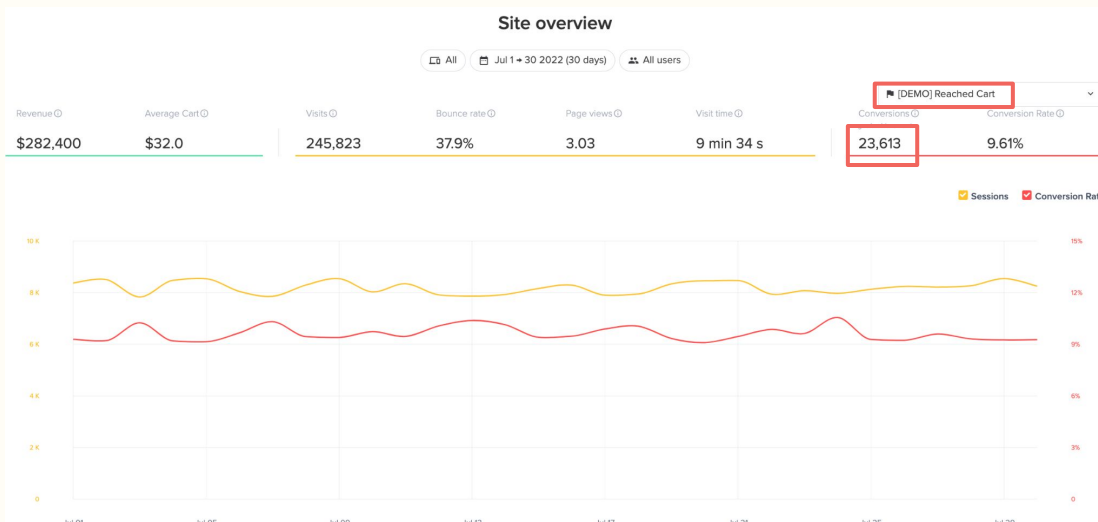 Site overview
All
Jul 1 → 30 2022 (30 days)
All users
[DEMO] Reached Cart
Revenue
Average Cart
Visits
Bounce rate
Page views
Visit time
Conversions
Conversion Rate
$282,400
$32.0
245,823
37.9%
3.03
9 min 34 s
23,613
9.61%
Sessions
Conversion Rat
10 K
15%
8 K
12%
6 K
9%
4 K
6%
2 K
3%
0
0